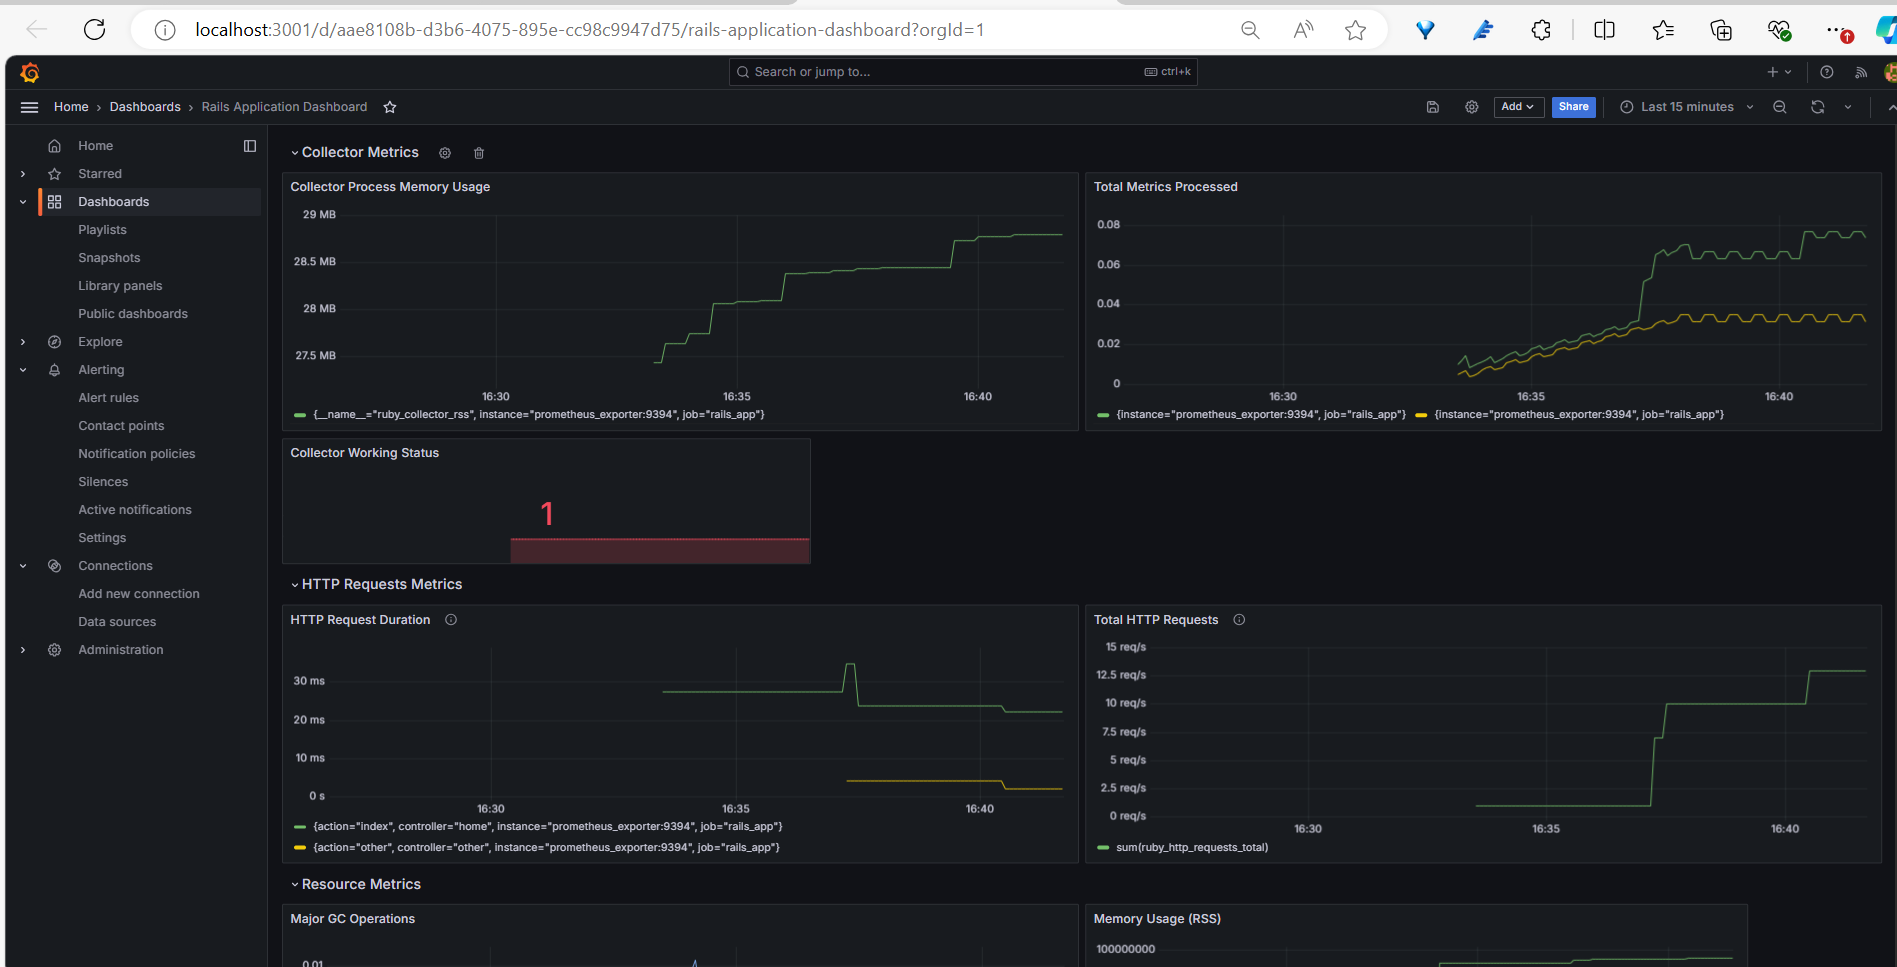 localhost:3001/d/aae8108b-d3b6-4075-895e-cc98c9947d75/rails-application-dashboard?orgId=1
Search or jump to...
ctrl+k
Home › Dashboards › Rails Application Dashboard
Add
Share
Last 15 minutes
Home
Starred
Dashboards
Playlists
Snapshots
Library panels
Public dashboards
Explore
Alerting
Alert rules
Contact points
Notification policies
Silences
Active notifications
Settings
Connections
Add new connection
Data sources
Administration
Collector Metrics
Collector Process Memory Usage
29 MB
28.5 MB
28 MB
27.5 MB
16:30 16:35 16:40
{__name__="ruby_collector_rss", instance="prometheus_exporter:9394", job="rails_app"}
Total Metrics Processed
0.08
0.06
0.04
0.02
0
16:30 16:35 16:40
{instance="prometheus_exporter:9394", job="rails_app"} {instance="prometheus_exporter:9394", job="rails_app"}
Collector Working Status
1
HTTP Requests Metrics
HTTP Request Duration
30 ms
20 ms
10 ms
0 s
16:30 16:35 16:40
{action="index", controller="home", instance="prometheus_exporter:9394", job="rails_app"}
{action="other", controller="other", instance="prometheus_exporter:9394", job="rails_app"}
Total HTTP Requests
15 req/s
12.5 req/s
10 req/s
7.5 req/s
5 req/s
2.5 req/s
0 req/s
16:30 16:35 16:40
sum(ruby_http_requests_total)
Resource Metrics
Major GC Operations
0.01
Memory Usage (RSS)
100000000